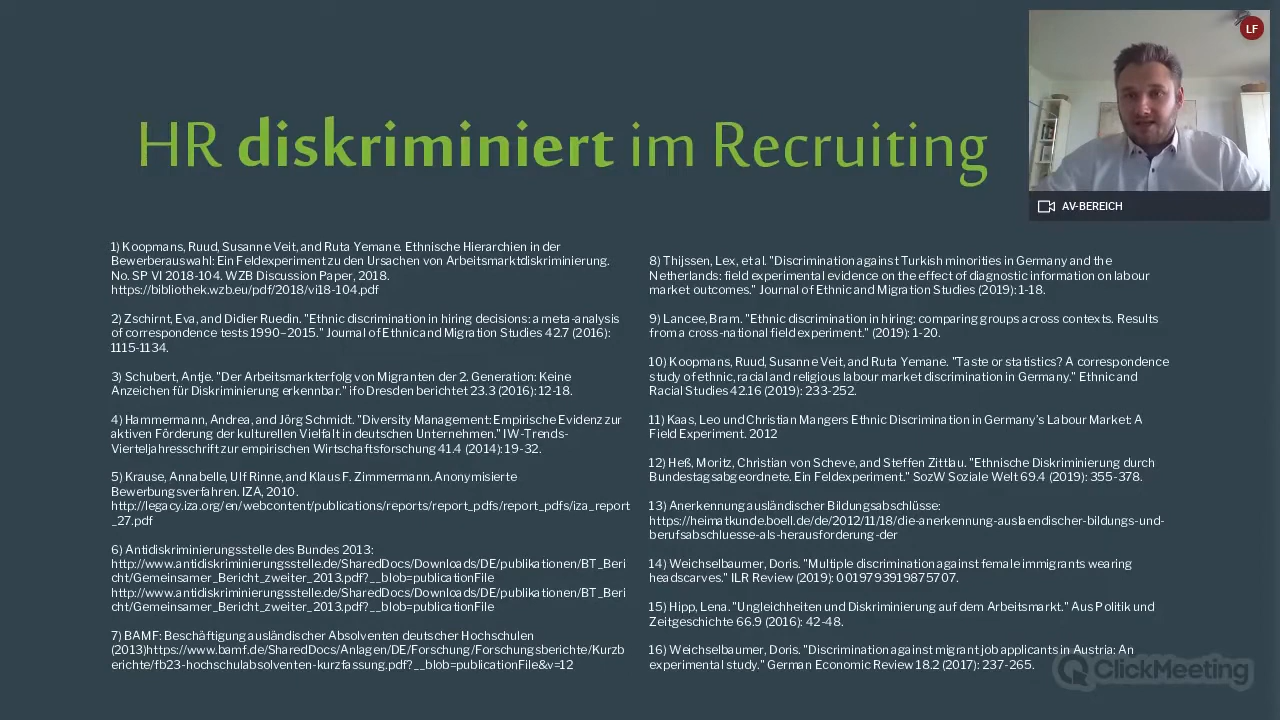 LF
HR diskriminiert im Recruiting
AV-BEREICH
1) Koopmans, Ruud, Susanne Veit, and Ruta Yemane. Ethnische Hierarchien in der
Bewerberauswahl: Ein Feldexperiment zu den Ursachen von Arbeitsmarktdiskriminierung.
No. SP VI 2018-104. WZB Discussion Paper, 2018.
https://bibliothek.wzb.eu/pdf/2018/vi18-104.pdf
2) Zschirnt, Eva, and Didier Ruedin. "Ethnic discrimination in hiring decisions: a meta-analysis
of correspondence tests 1990–2015." Journal of Ethnic and Migration Studies 42.7 (2016):
1115-1134.
3) Schubert, Antje. "Der Arbeitsmarkterfolg von Migranten der 2. Generation: Keine
Anzeichen für Diskriminierung erkennbar." ifo Dresden berichtet 23.3 (2016): 12-18.
4) Hammermann, Andrea, and Jörg Schmidt. "Diversity Management: Empirische Evidenz zur
aktiven Förderung der kulturellen Vielfalt in deutschen Unternehmen." IW-Trends-
Vierteljahresschrift zur empirischen Wirtschaftsforschung 41.4 (2014): 19-32.
5) Krause, Annabelle, Ulf Rinne, and Klaus F. Zimmermann. Anonymisierte
Bewerbungsverfahren. IZA, 2010.
http://legacy.iza.org/en/webcontent/publications/reports/report_pdfs/report_pdfs/iza_report
_27.pdf
6) Antidiskriminierungsstelle des Bundes 2013:
http://www.antidiskriminierungsstelle.de/SharedDocs/Downloads/DE/publikationen/BT_Beri
cht/Gemeinsamer_Bericht_zweiter_2013.pdf?__blob=publicationFile
http://www.antidiskriminierungsstelle.de/SharedDocs/Downloads/DE/publikationen/BT_Beri
cht/Gemeinsamer_Bericht_zweiter_2013.pdf?__blob=publicationFile
7) BAMF: Beschäftigung ausländischer Absolventen deutscher Hochschulen
(2013)https://www.bamf.de/SharedDocs/Anlagen/DE/Forschung/Forschungsberichte/Kurzb
erichte/fb23-hochschulabsolventen-kurzfassung.pdf?__blob=publicationFile&v=12
8) Thijssen, Lex, et al. "Discrimination against Turkish minorities in Germany and the
Netherlands: field experimental evidence on the effect of diagnostic information on labour
market outcomes." Journal of Ethnic and Migration Studies (2019): 1-18.
9) Lancee, Bram. "Ethnic discrimination in hiring: comparing groups across contexts. Results
from a cross-national field experiment." (2019): 1-20.
10) Koopmans, Ruud, Susanne Veit, and Ruta Yemane. "Taste or statistics? A correspondence
study of ethnic, racial and religious labour market discrimination in Germany." Ethnic and
Racial Studies 42.16 (2019): 233-252.
11) Kaas, Leo und Christian Mangers Ethnic Discrimination in Germany's Labour Market: A
Field Experiment. 2012
12) Heß, Moritz, Christian von Scheve, and Steffen Zittlau. "Ethnische Diskriminierung durch
Bundestagsabgeordnete. Ein Feldexperiment." SozW Soziale Welt 69.4 (2019): 355-378.
13) Anerkennung ausländischer Bildungsabschlüsse:
https://heimatkunde.boell.de/de/2012/11/18/die-anerkennung-auslaendischer-bildungs-und-
berufsabschluesse-als-herausforderung-der
14) Weichselbaumer, Doris. "Multiple discrimination against female immigrants wearing
headscarves." ILR Review (2019): 0019793919875707.
15) Hipp, Lena. "Ungleichheiten und Diskriminierung auf dem Arbeitsmarkt." Aus Politik und
Zeitgeschichte 66.9 (2016): 42-48.
16) Weichselbaumer, Doris. "Discrimination against migrant job applicants in Austria: An
experimental study." German Economic Review 18.2 (2017): 237-265.
ClickMeeting